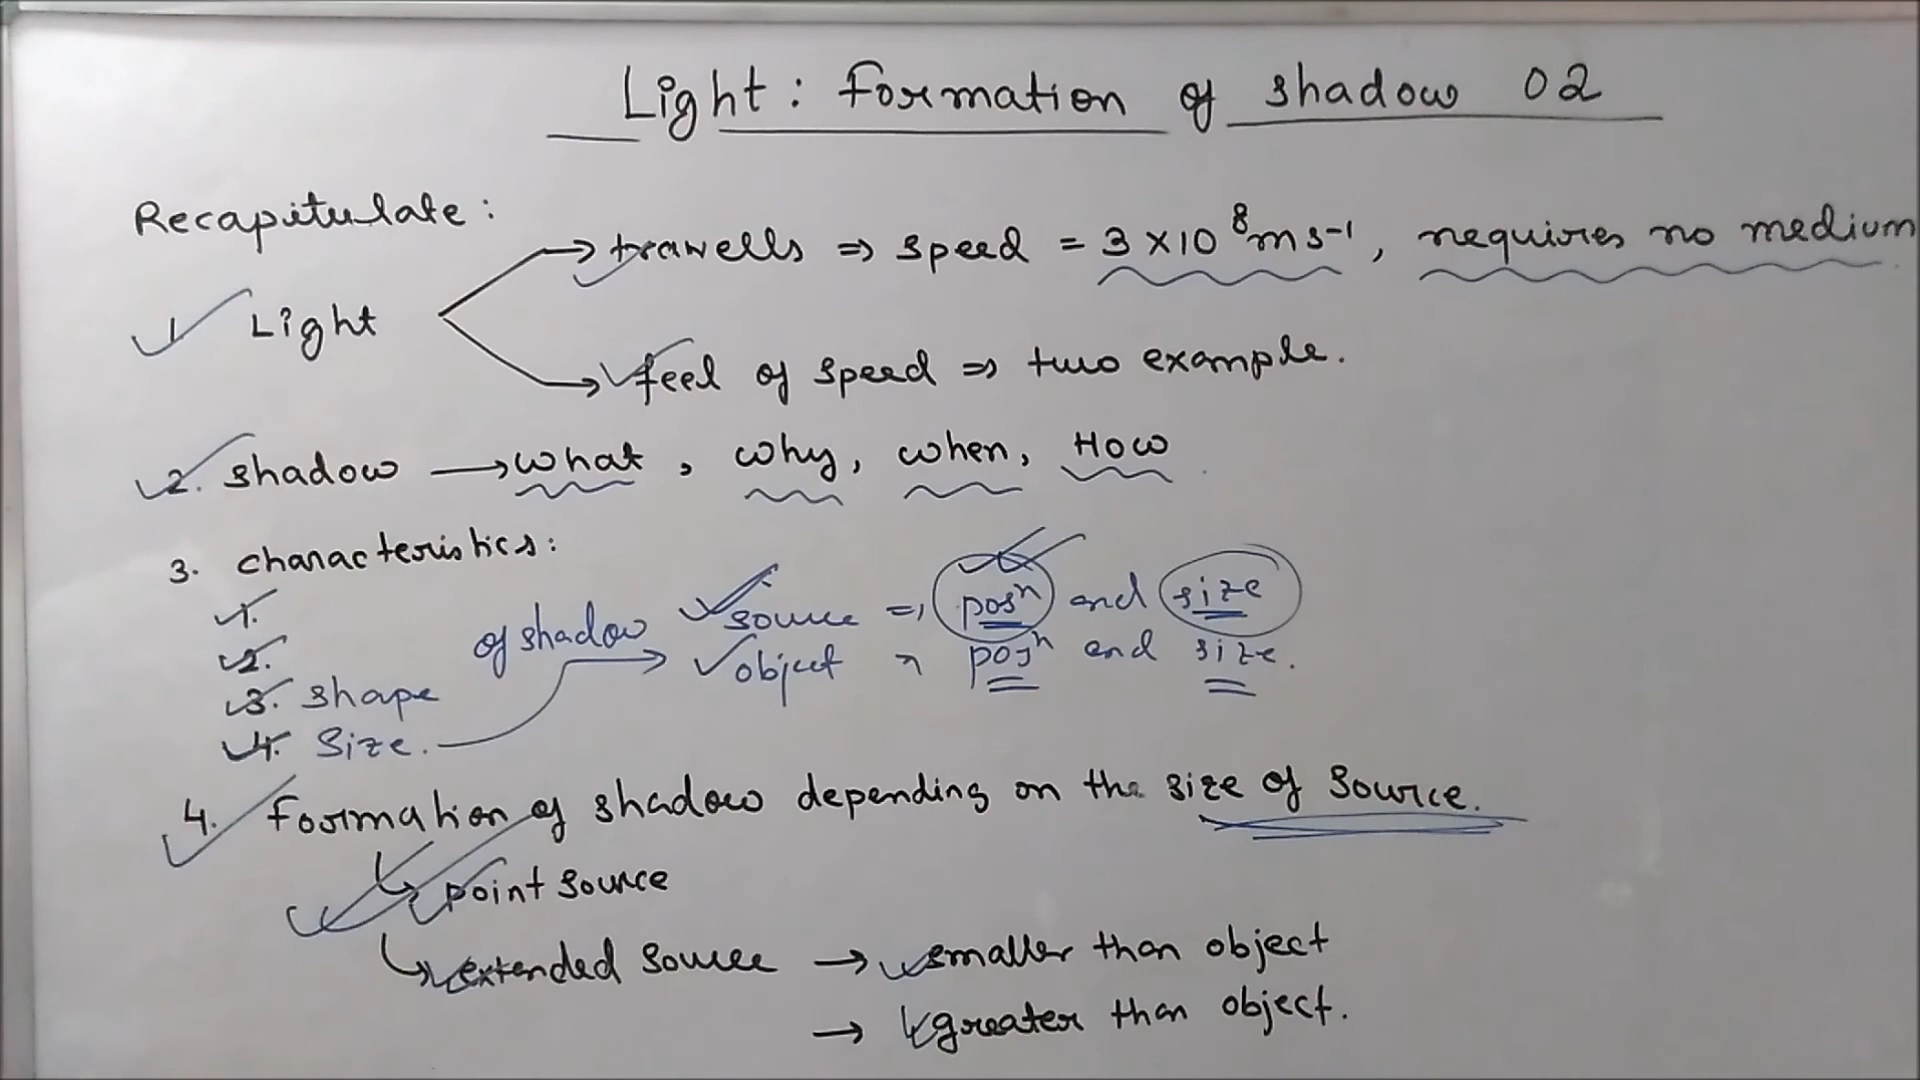 Light: Formation of shadow 02
Recapitulate:
1 Light
→ travells ⇒ speed = 3 × 10⁸ m s⁻¹, requires no medium
→ feel of speed ⇒ two example.
2. shadow → what, why, when, How
3. characteristics:
1.
2.
3. shape
4. Size.
of shadow
source ⇒ posⁿ and size
object → posⁿ and size.
4. Formation of shadow depending on the size of Source.
↳ point source
↳ extended source → smaller than object
→ greater than object.